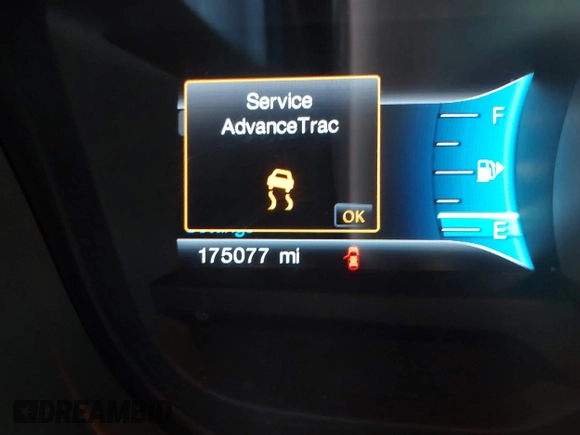 Service
AdvanceTrac
OK
F
E
175077 mi
DREAMBID